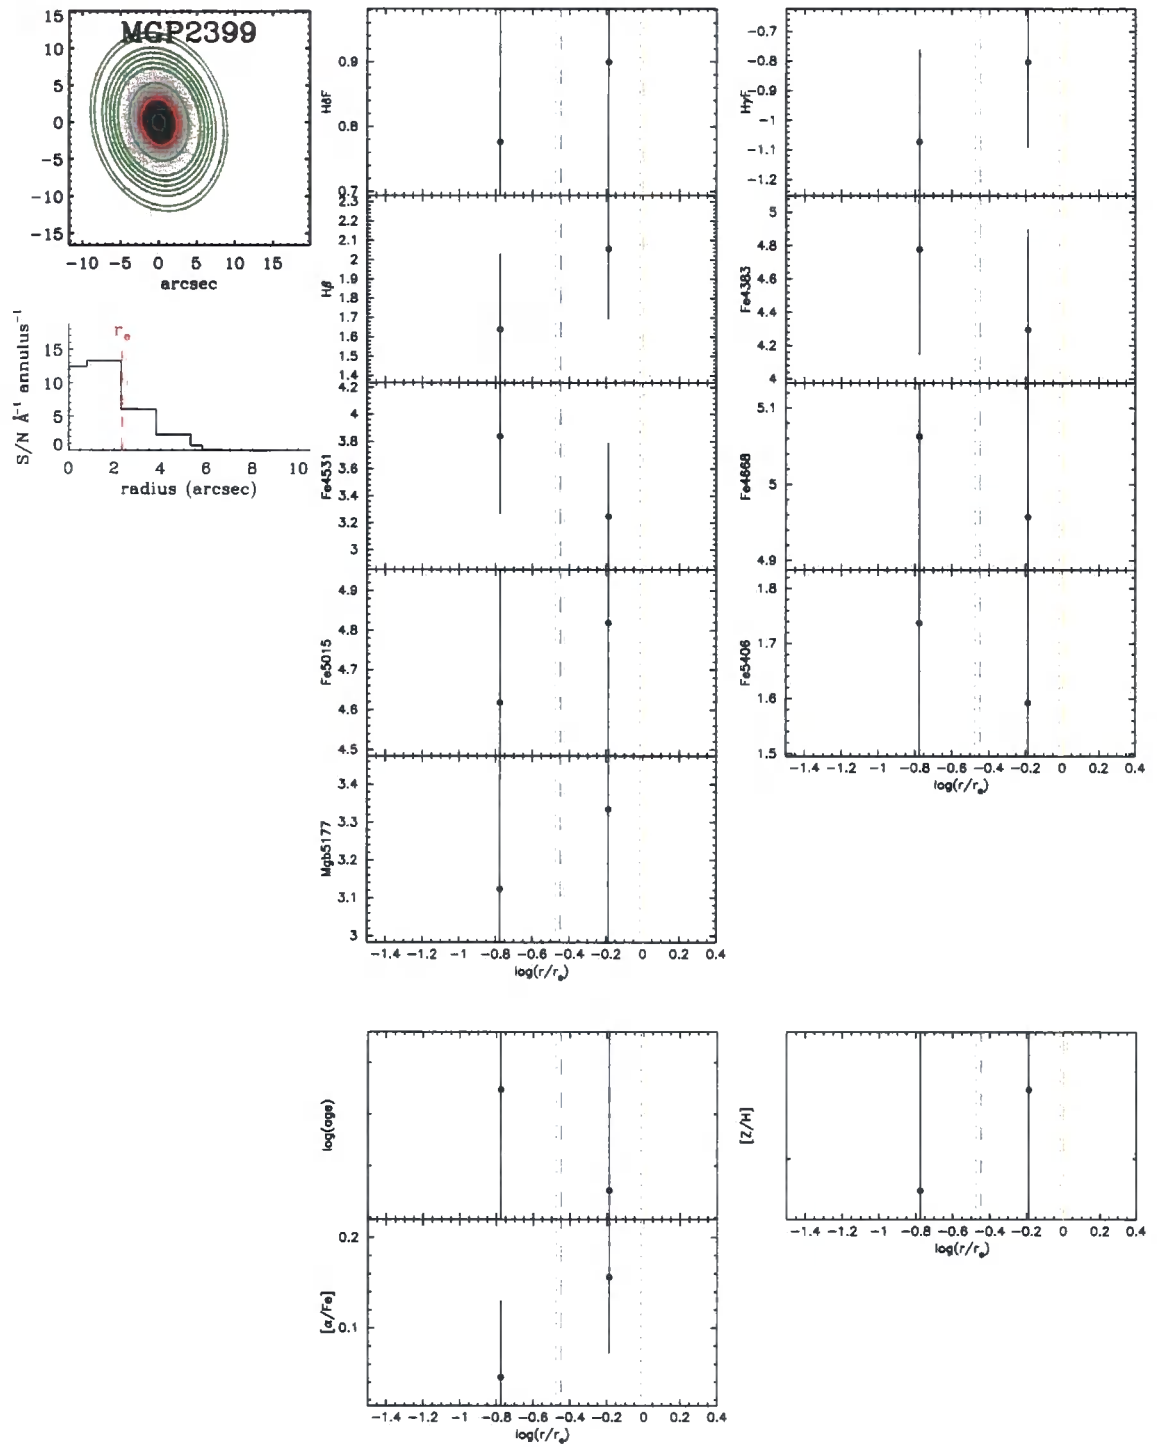 MGP2399
15
10
5
0
−5
−10
−15
−10 −5 0 5 10 15
arcsec
S/N Å⁻¹ annulus⁻¹
r_e
15
10
5
0
0 2 4 6 8 10
radius (arcsec)
HδF
0.9
0.8
0.7
Hβ
2.3
2.2
2.1
2
1.9
1.8
1.7
1.6
1.5
1.4
Fe4531
4.2
4
3.8
3.6
3.4
3.2
3
Fe5015
4.9
4.8
4.7
4.6
4.5
Mgb5177
3.4
3.3
3.2
3.1
3
−1.4 −1.2 −1 −0.8 −0.6 −0.4 −0.2 0 0.2 0.4
log(r/r_e)
HγF
−0.7
−0.8
−0.9
−1
−1.1
−1.2
Fe4383
5
4.8
4.6
4.4
4.2
4
Fe4668
5.1
5
4.9
Fe5406
1.8
1.7
1.6
1.5
−1.4 −1.2 −1 −0.8 −0.6 −0.4 −0.2 0 0.2 0.4
log(r/r_e)
log(age)
[α/Fe]
0.2
0.1
−1.4 −1.2 −1 −0.8 −0.6 −0.4 −0.2 0 0.2 0.4
log(r/r_e)
[Z/H]
−1.4 −1.2 −1 −0.8 −0.6 −0.4 −0.2 0 0.2 0.4
log(r/r_e)